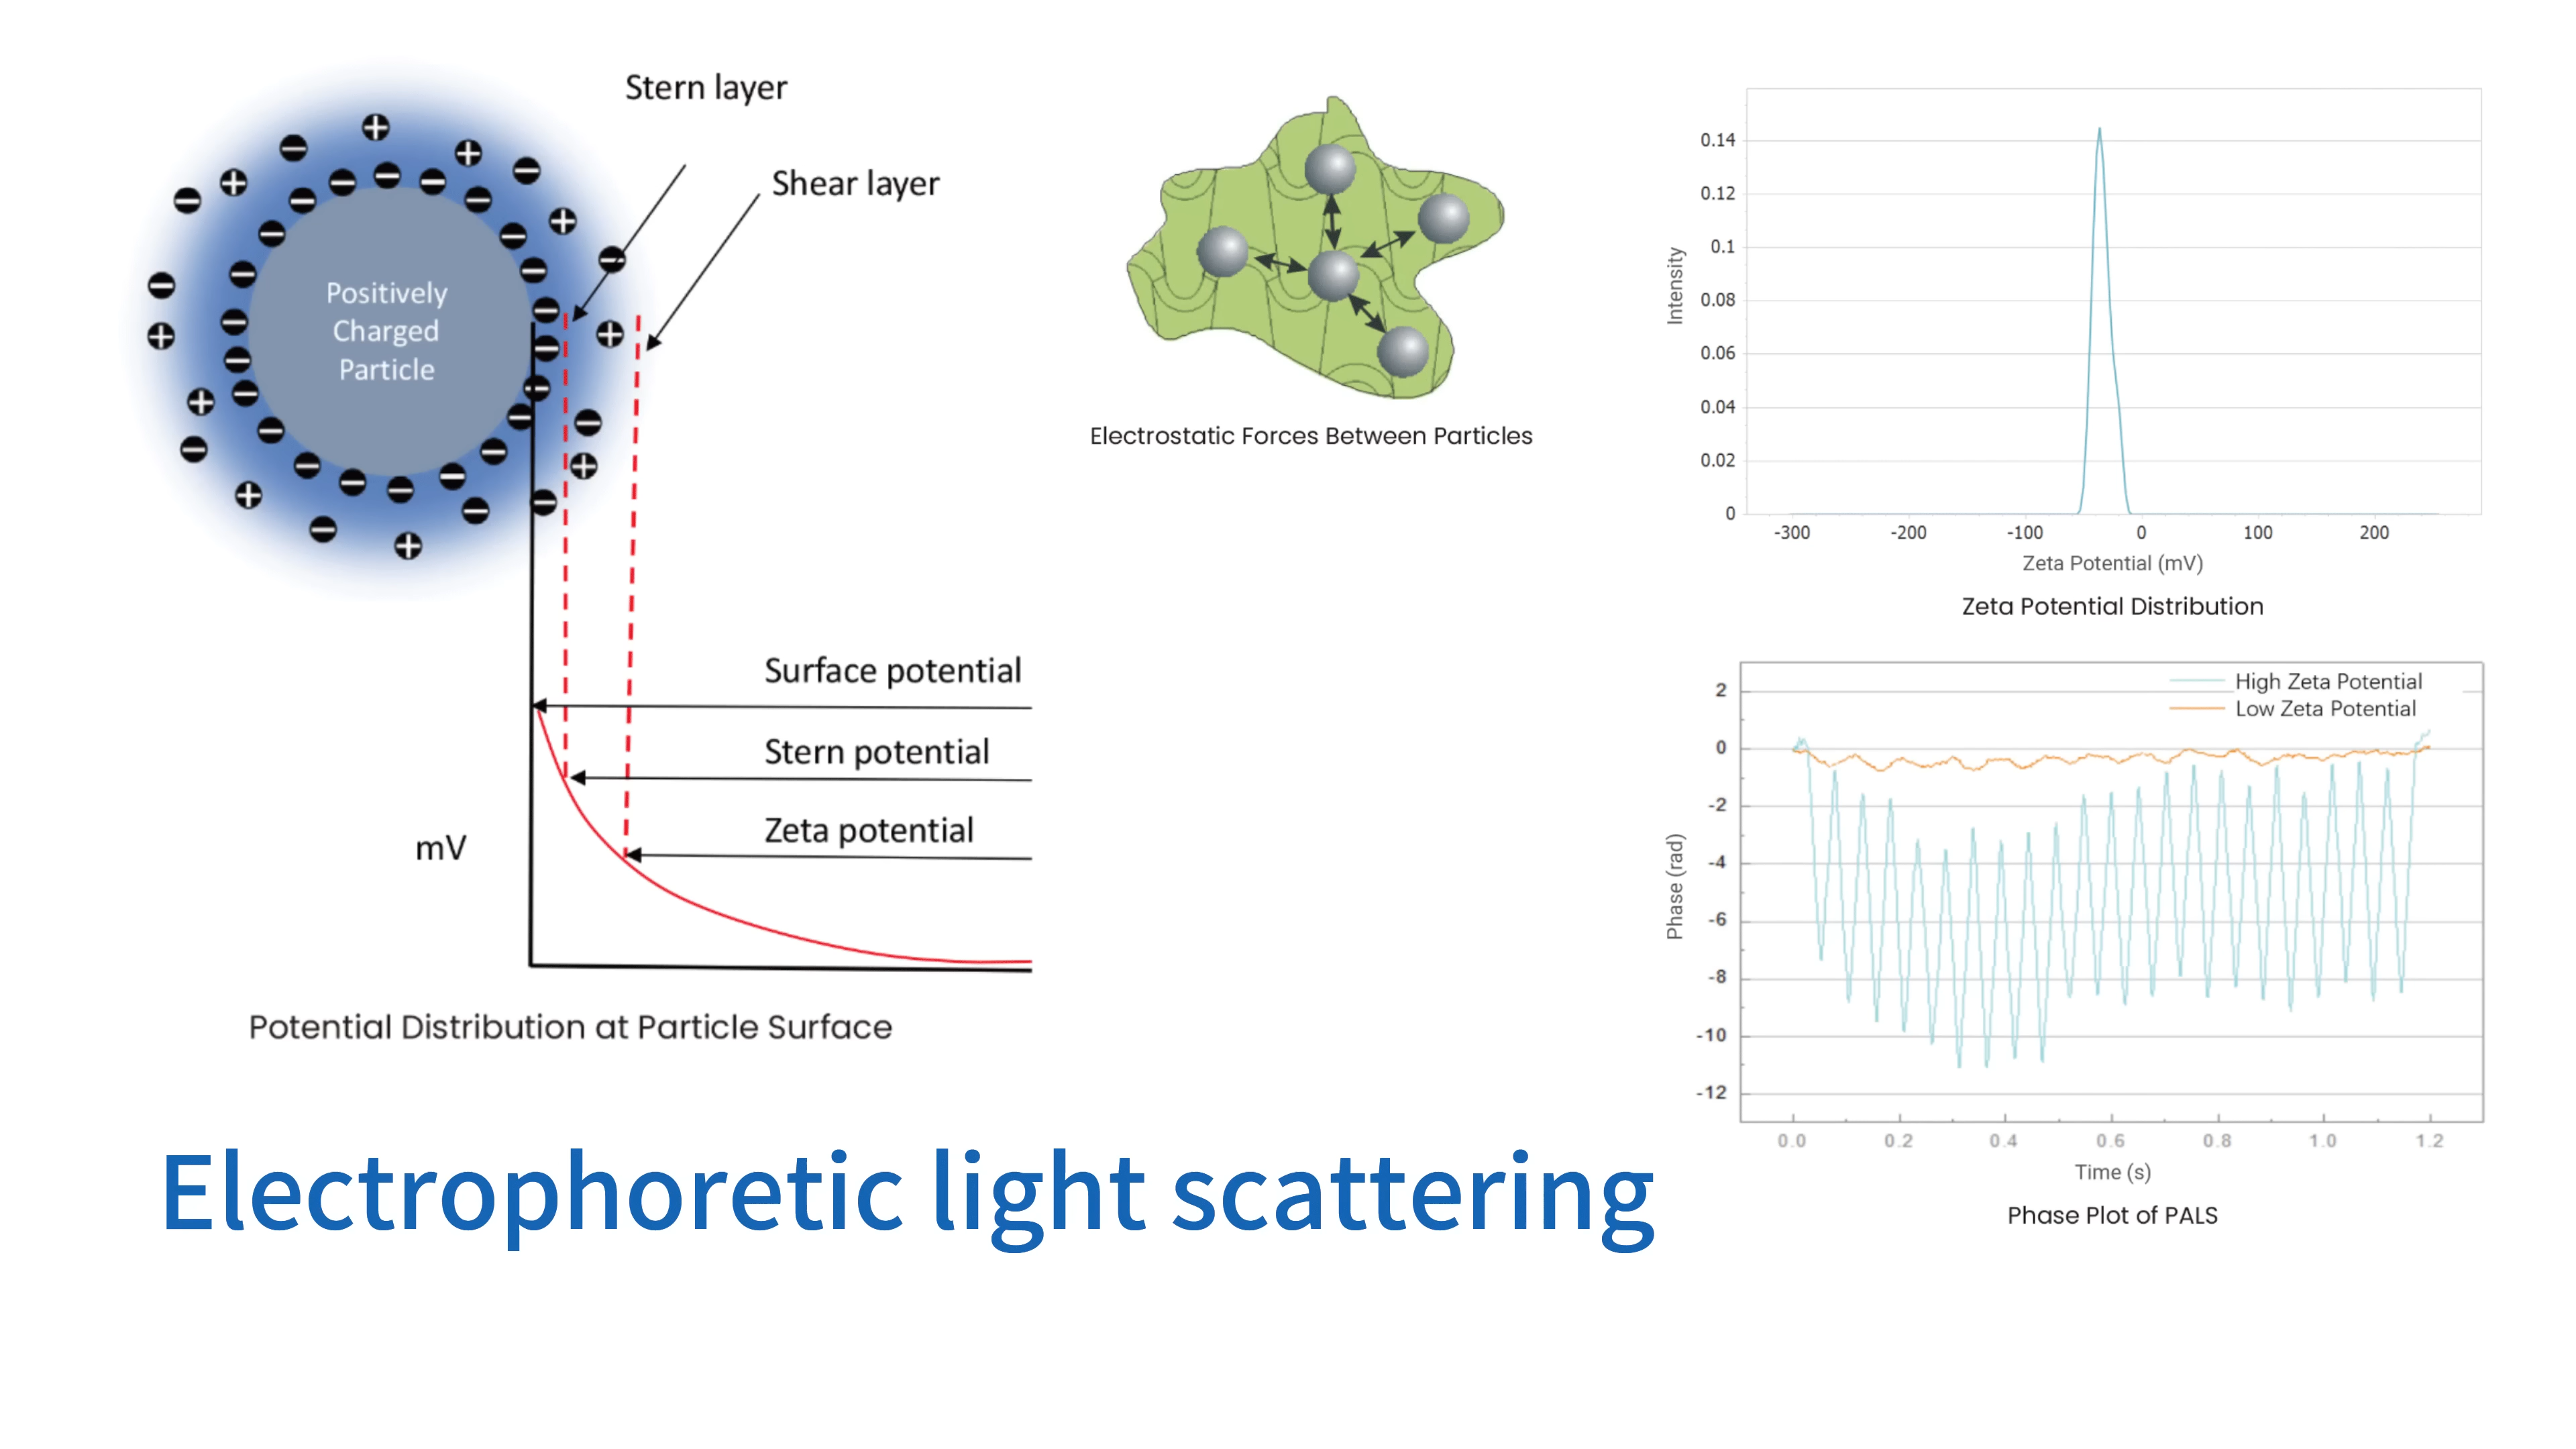 Stern layer
Shear layer
Positively
Charged
Particle
Surface potential
Stern potential
Zeta potential
mV
Potential Distribution at Particle Surface
Electrostatic Forces Between Particles
0.14
0.12
0.1
0.08
0.06
0.04
0.02
0
Intensity
-300 -200 -100 0 100 200
Zeta Potential (mV)
Zeta Potential Distribution
High Zeta Potential
Low Zeta Potential
2
0
-2
-4
-6
-8
-10
-12
Phase (rad)
0.0 0.2 0.4 0.6 0.8 1.0 1.2
Time (s)
Phase Plot of PALS
Electrophoretic light scattering